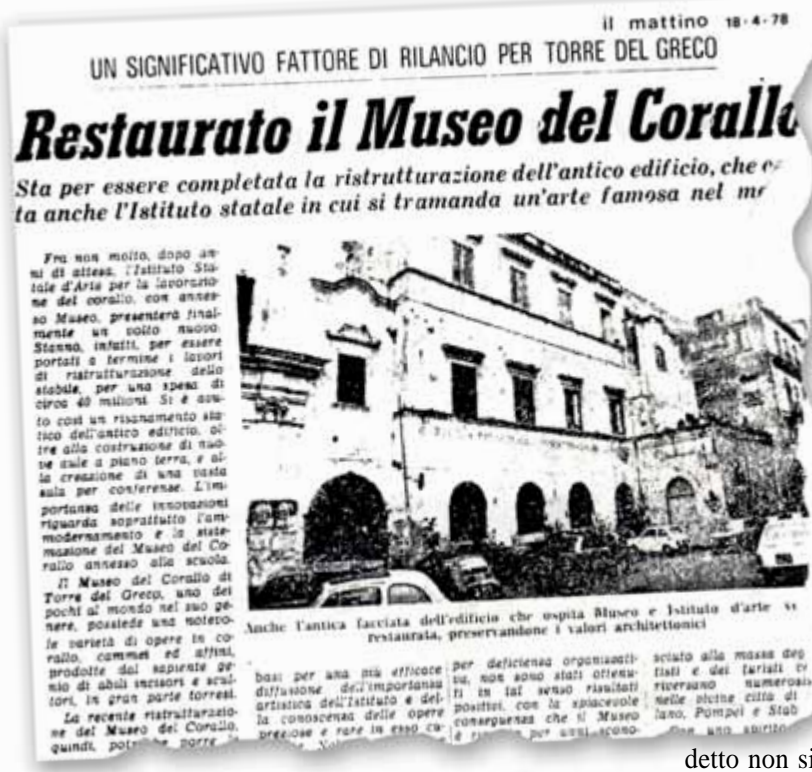 il mattino 18-4-78
UN SIGNIFICATIVO FATTORE DI RILANCIO PER TORRE DEL GRECO
Restaurato il Museo del Corallo
Sta per essere completata la ristrutturazione dell'antico edificio, che
ta anche l'Istituto statale in cui si tramanda un'arte famosa nel
Fra non molto, dopo an-
ni di attesa, l'Istituto Sta-
tale d'Arte per la lavorazio-
ne del corallo, con annes-
so Museo, presenterà final-
mente un volto nuovo.
Stanno, infatti, per essere
portati a termine i lavori
di ristrutturazione dello
stabile, per una spesa di
circa 40 milioni. Si è avu-
to così un risanamento sta-
tico dell'antico edificio, ol-
tre alla costruzione di nuo-
ve aule a piano terra, e al-
la creazione di una vasta
sala per conferenze. L'im-
portanza delle innovazioni
riguarda soprattutto l'am-
modernamento e la siste-
mazione del Museo del Co-
rallo annesso alla scuola.
Il Museo del Corallo di
Torre del Greco, uno dei
pochi al mondo nel suo ge-
nere, possiede una notevo-
le varietà di opere in co-
rallo, cammei ed affini,
prodotte dal sapiente ge-
nio di abili incisori e scul-
tori, in gran parte torresi.
La recente ristrutturazio-
ne del Museo del Corallo,
quindi, porre
Anche l'antica facciata dell'edificio che ospita Museo e Istituto d'arte
restaurata, preservandone i valori architettonici
basi per una più efficace
diffusione dell'importanza
artistica dell'Istituto e del-
la conoscenza delle opere
preziose e rare in esso cu-
per deficienza organizzati-
va, non sono stati ottenu-
ti in tal senso risultati
positivi, con la spiacevole
conseguenza che il Museo
è per anni scono-
sciuto alla massa
tisti e dei turisti
riversano numerosi
nelle vicine città di
lano, Pompei e Stab
uno spirito
detto non si